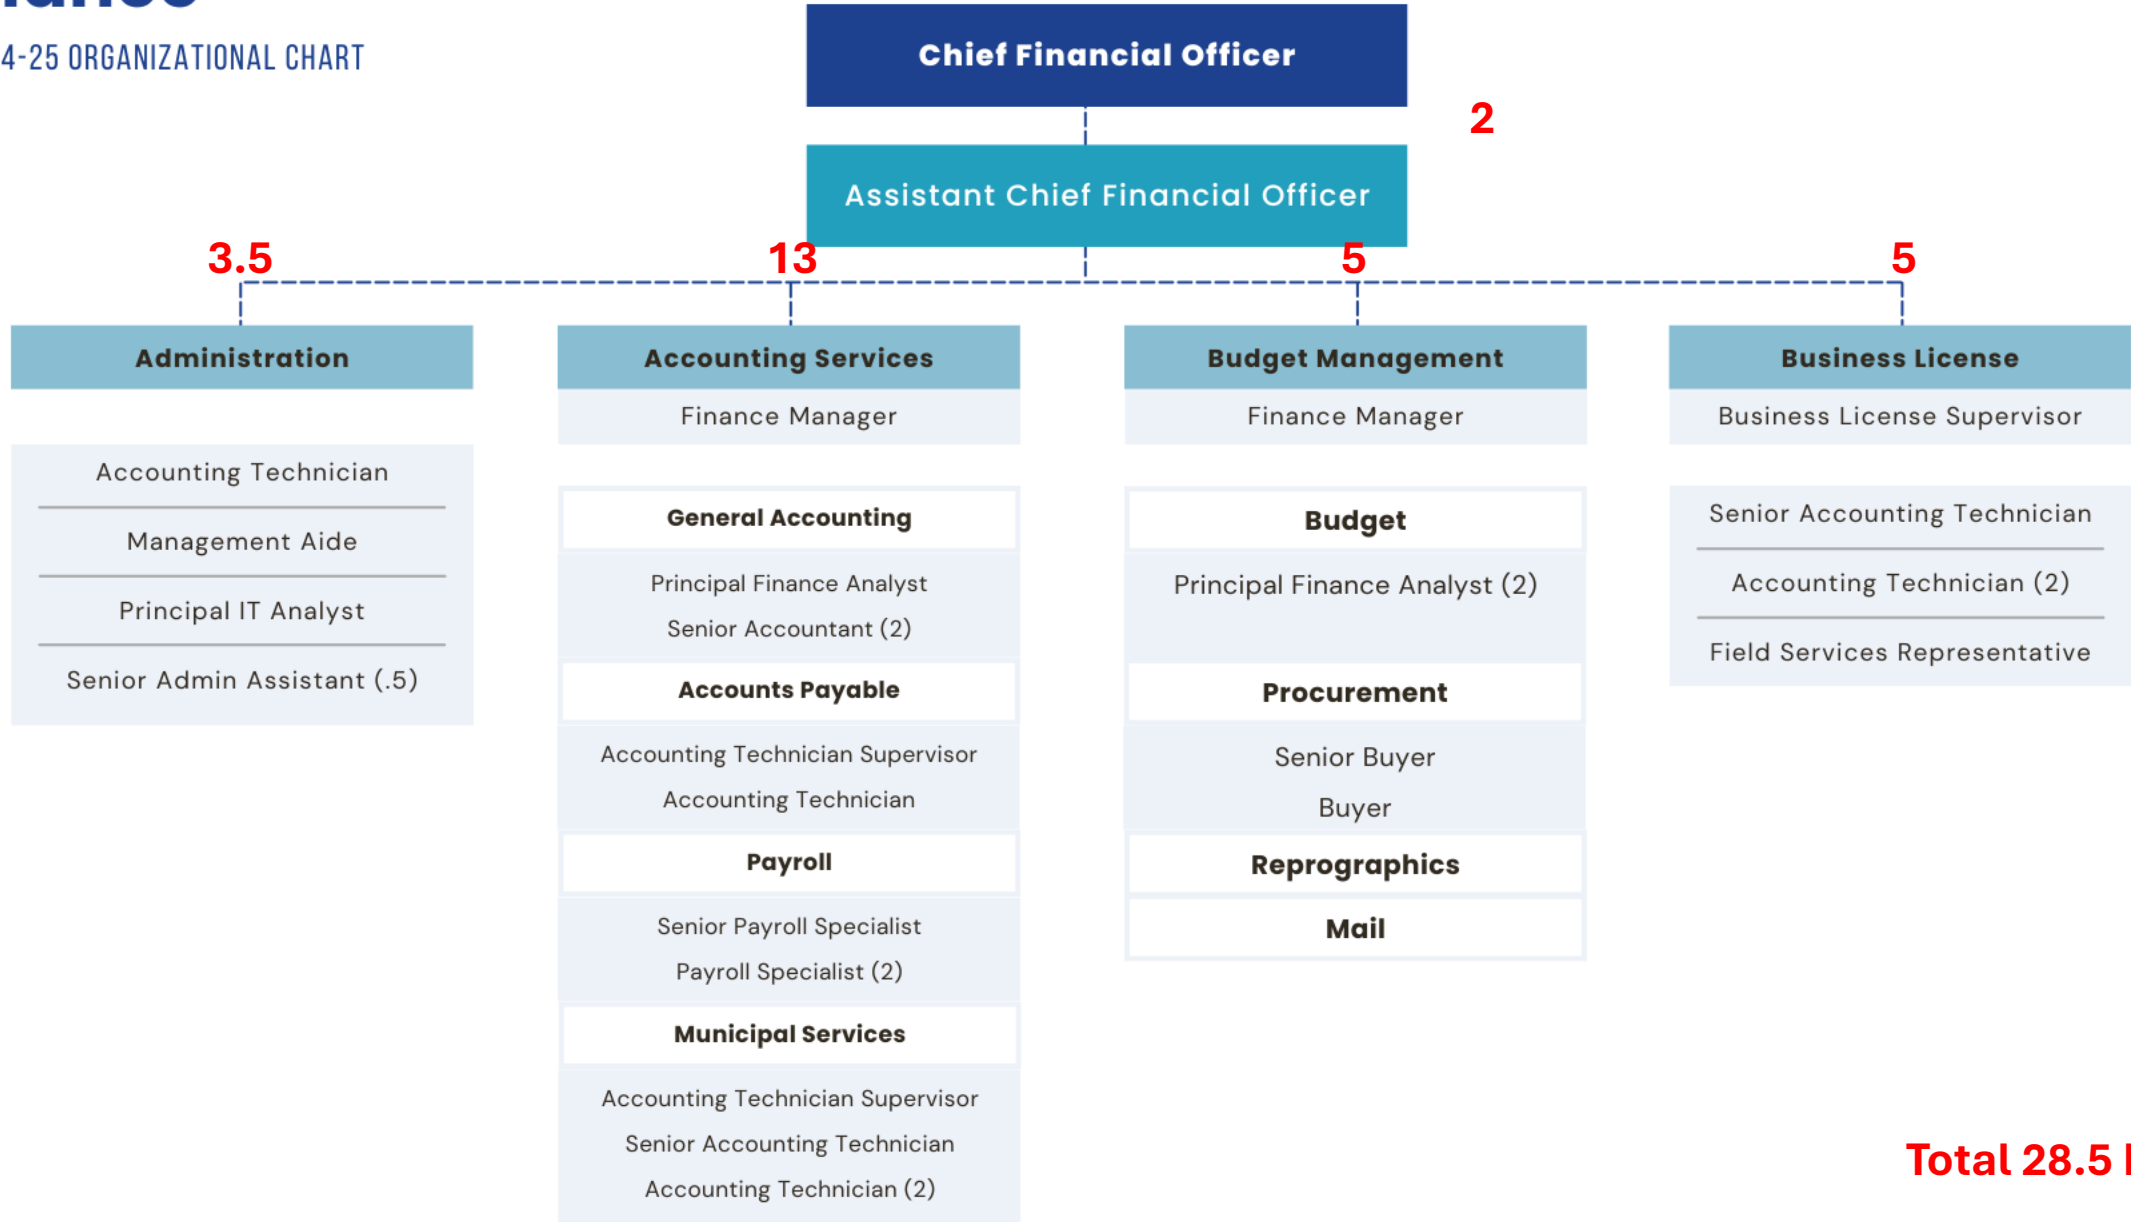 4-25 ORGANIZATIONAL CHART
Chief Financial Officer
2
Assistant Chief Financial Officer
3.5
13
5
5
Administration
Accounting Technician
Management Aide
Principal IT Analyst
Senior Admin Assistant (.5)
Accounting Services
Finance Manager
General Accounting
Principal Finance Analyst
Senior Accountant (2)
Accounts Payable
Accounting Technician Supervisor
Accounting Technician
Payroll
Senior Payroll Specialist
Payroll Specialist (2)
Municipal Services
Accounting Technician Supervisor
Senior Accounting Technician
Accounting Technician (2)
Budget Management
Finance Manager
Budget
Principal Finance Analyst (2)
Procurement
Senior Buyer
Buyer
Reprographics
Mail
Business License
Business License Supervisor
Senior Accounting Technician
Accounting Technician (2)
Field Services Representative
Total 28.5